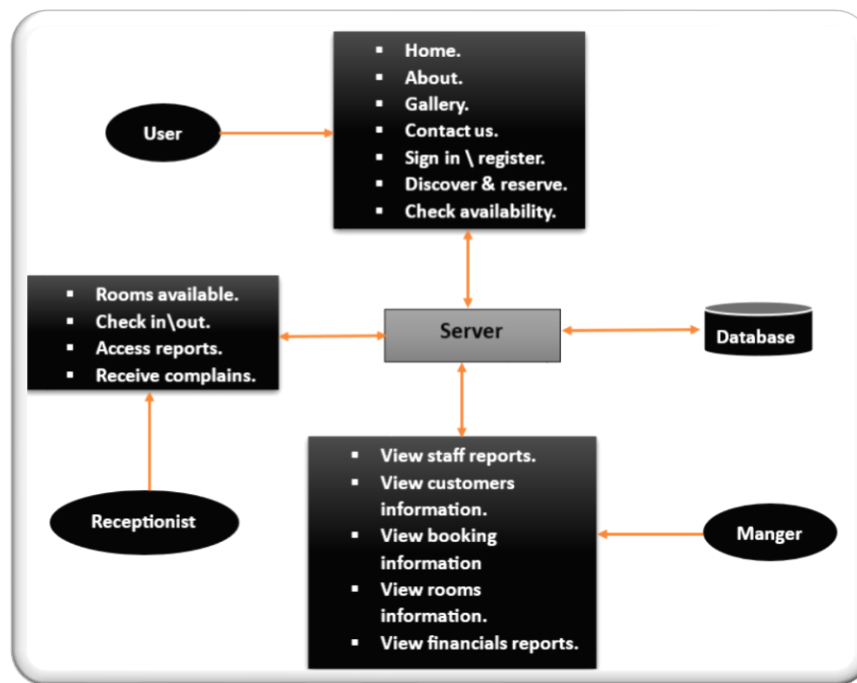 Home.
About.
Gallery.
Contact us.
Sign in \ register.
Discover & reserve.
Check availability.
User
Rooms available.
Check in\out.
Access reports.
Receive complains.
Server
Database
View staff reports.
View customers
information.
View booking
information
View rooms
information.
View financials reports.
Receptionist
Manger